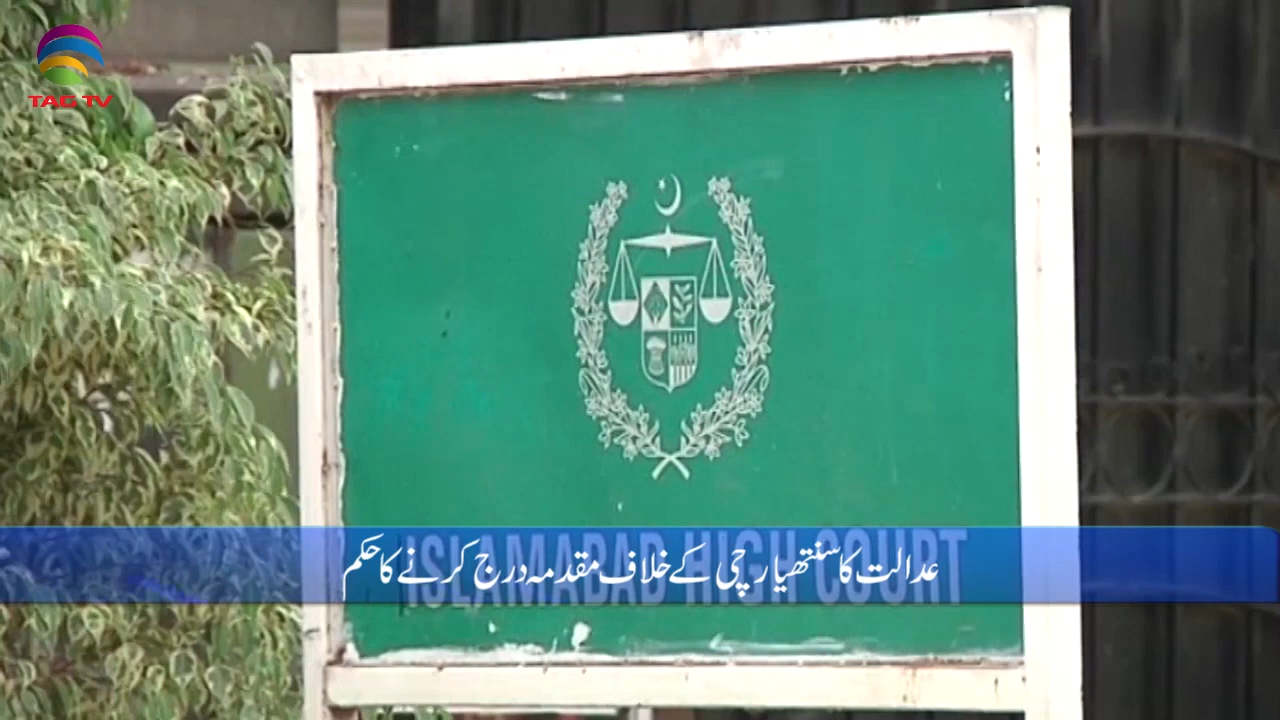 TAG TV
عدالت کا سنتھیا رچی کے خلاف مقدمہ درج کرنے کا حکم
ISLAMABAD HIGH COURT